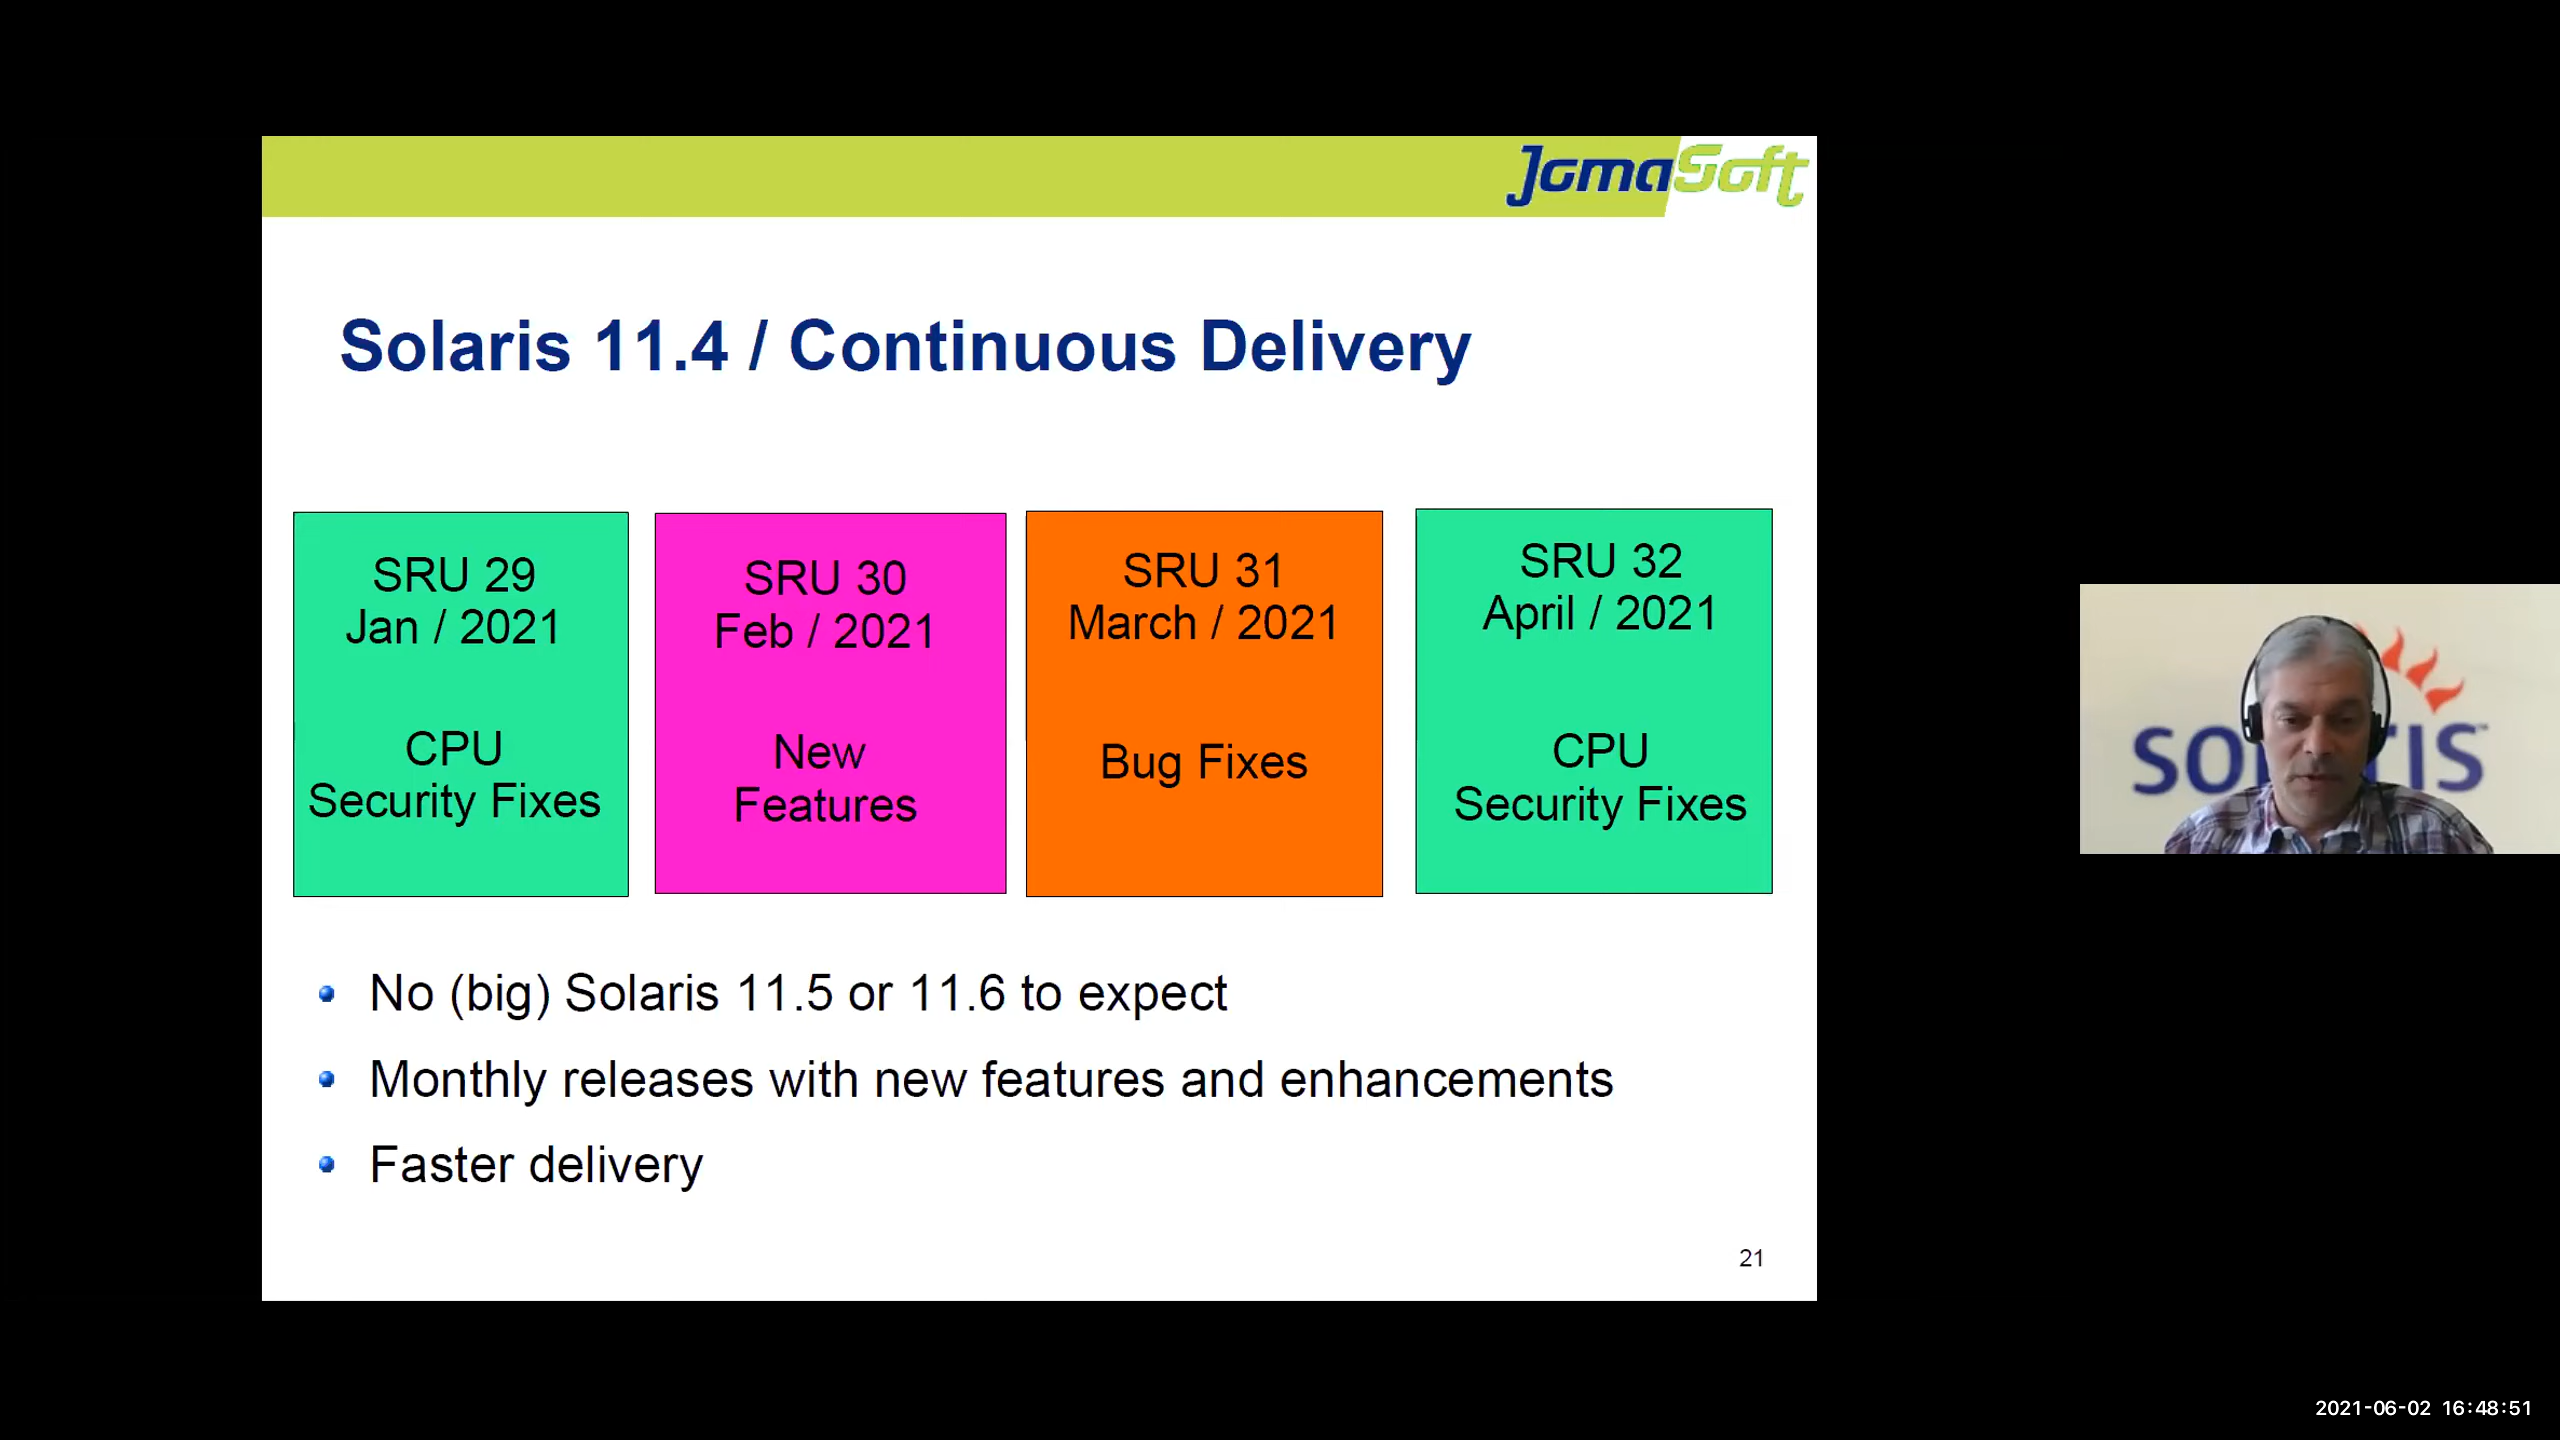 JomaSoft
Solaris 11.4 / Continuous Delivery
SRU 29
Jan / 2021
CPU
Security Fixes
SRU 30
Feb / 2021
New
Features
SRU 31
March / 2021
Bug Fixes
SRU 32
April / 2021
CPU
Security Fixes
• No (big) Solaris 11.5 or 11.6 to expect
• Monthly releases with new features and enhancements
• Faster delivery
21
2021-06-02 16:48:51